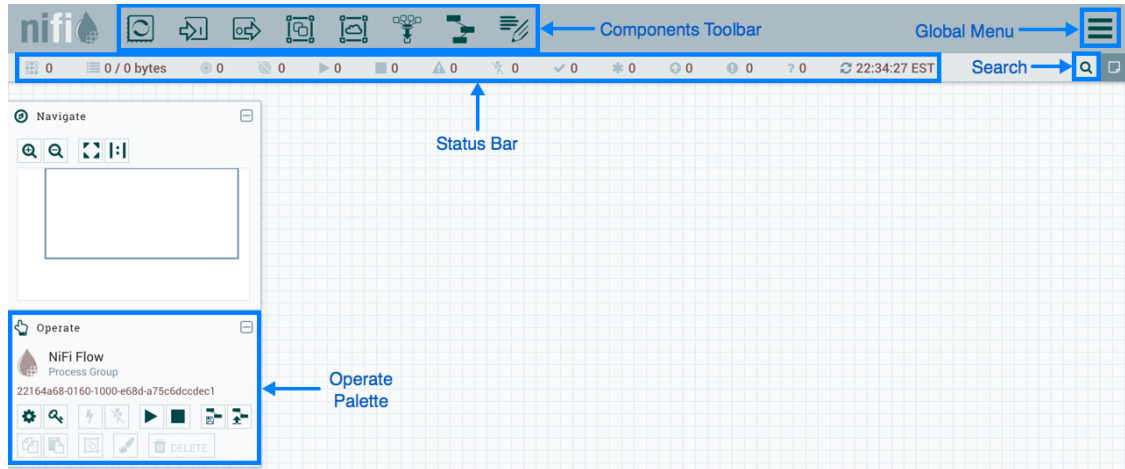 nifi
Components Toolbar
Global Menu
0 0 / 0 bytes 0 0 0 0 0 0 0 0 0 0 ? 0 22:34:27 EST
Search
Navigate
Status Bar
Operate
NiFi Flow
Process Group
22164a68-0160-1000-e68d-a75c6dccdec1
Operate
Palette
DELETE